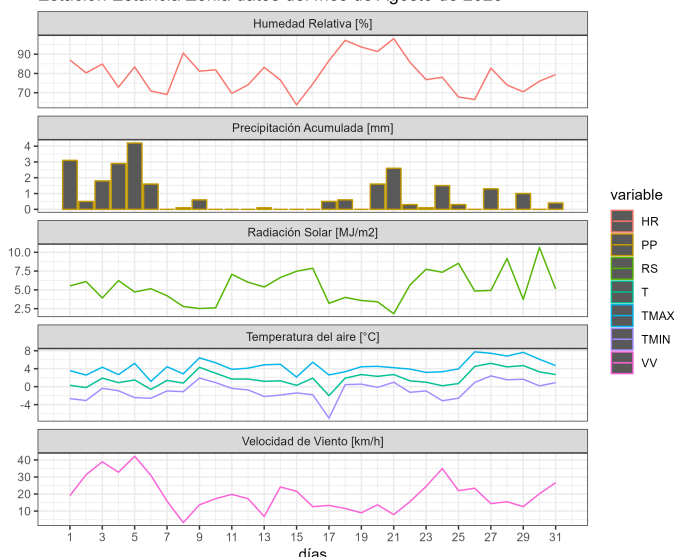 Humedad Relativa [%]
90
80
70
Precipitación Acumulada [mm]
4
3
2
1
0
Radiación Solar [MJ/m2]
10.0
7.5
5.0
2.5
Temperatura del aire [°C]
8
4
0
-4
Velocidad de Viento [km/h]
40
30
20
10
1 3 5 7 9 11 13 15 17 19 21 23 25 27 29 31
días
variable
HR
PP
RS
T
TMAX
TMIN
VV